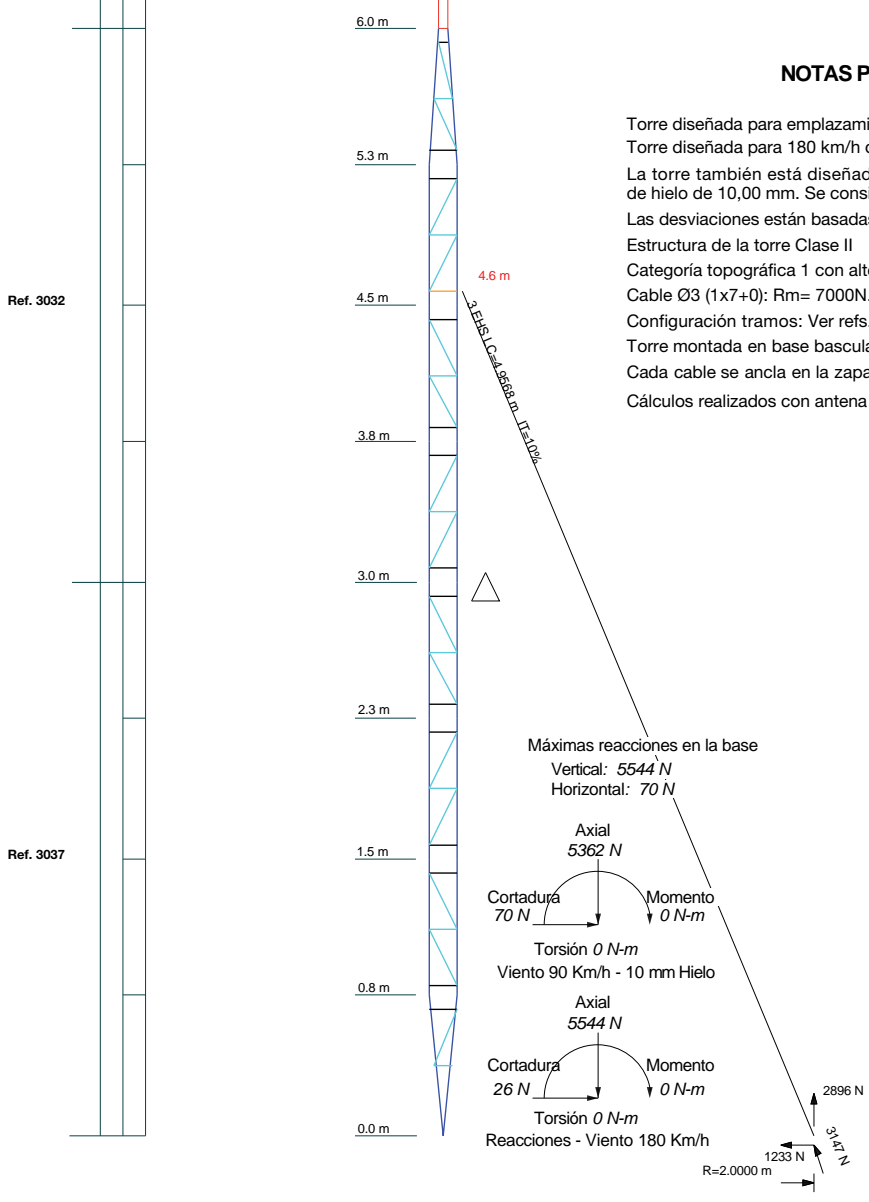 6.0 m
5.3 m
4.6 m
4.5 m
3.8 m
3.0 m
2.3 m
1.5 m
0.8 m
0.0 m
Ref. 3032
Ref. 3037
3 EHS LC=4.9568 m IT=10%
NOTAS P
Torre diseñada para emplazami
Torre diseñada para 180 km/h d
La torre también está diseñad
de hielo de 10,00 mm. Se consi
Las desviaciones están basadas
Estructura de la torre Clase II
Categoría topográfica 1 con alt
Cable Ø3 (1x7+0): Rm= 7000N.
Configuración tramos: Ver refs.
Torre montada en base bascula
Cada cable se ancla en la zapa
Cálculos realizados con antena
Máximas reacciones en la base
Vertical: 5544 N
Horizontal: 70 N
Axial
5362 N
Cortadura Momento
70 N 0 N-m
Torsión 0 N-m
Viento 90 Km/h - 10 mm Hielo
Axial
5544 N
Cortadura Momento
26 N 0 N-m
Torsión 0 N-m
Reacciones - Viento 180 Km/h
2896 N
3147 N
1233 N
R=2.0000 m